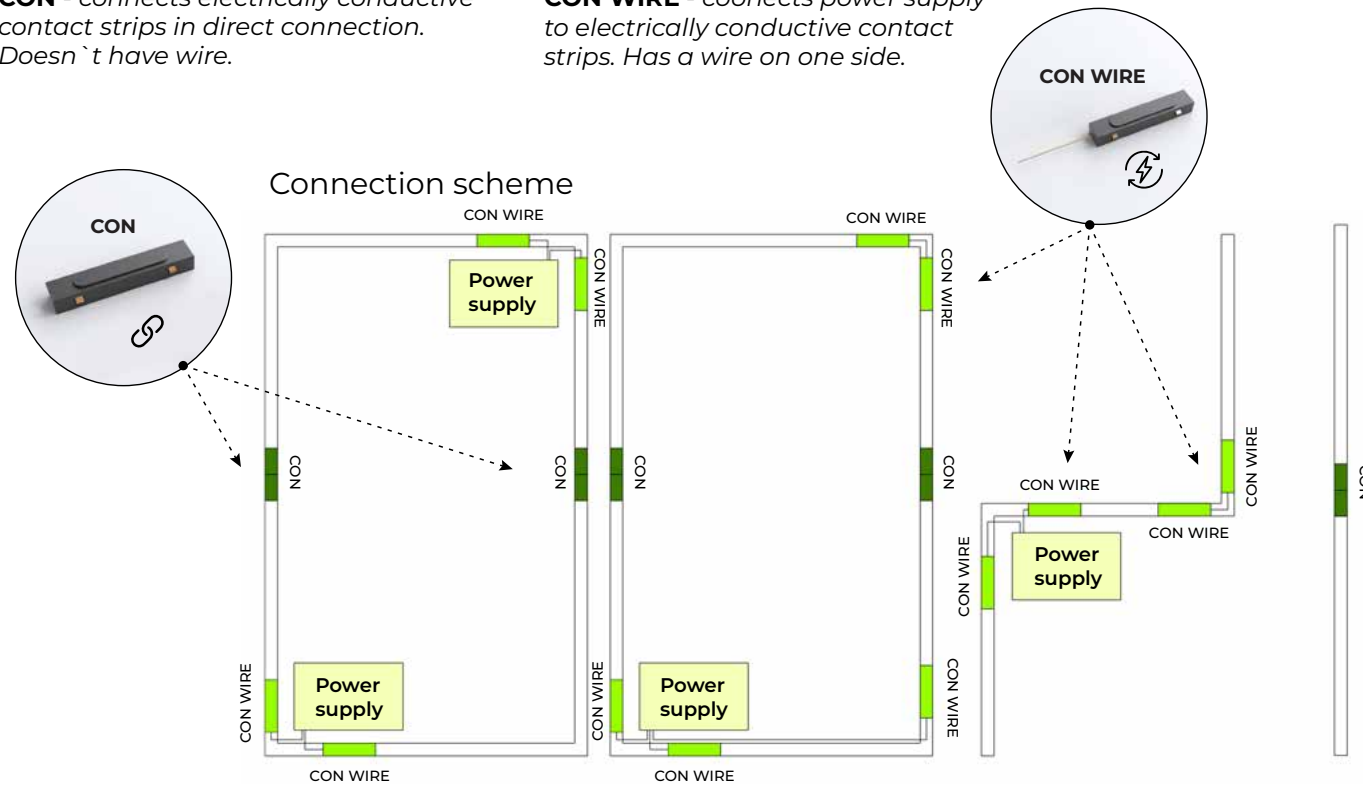 CON - connects electrically conductive
contact strips in direct connection.
Doesn`t have wire.
CON WIRE - coonects power supply
to electrically conductive contact
strips. Has a wire on one side.
CON WIRE
CON
Connection scheme
CON WIRE
CON WIRE
Power
supply
CON WIRE
CON WIRE
CON
CON
CON
CON
CON WIRE
CON WIRE
CON WIRE
CON
CON WIRE
Power
supply
CON WIRE
Power
supply
CON WIRE
Power
supply
CON WIRE
CON WIRE
CON WIRE